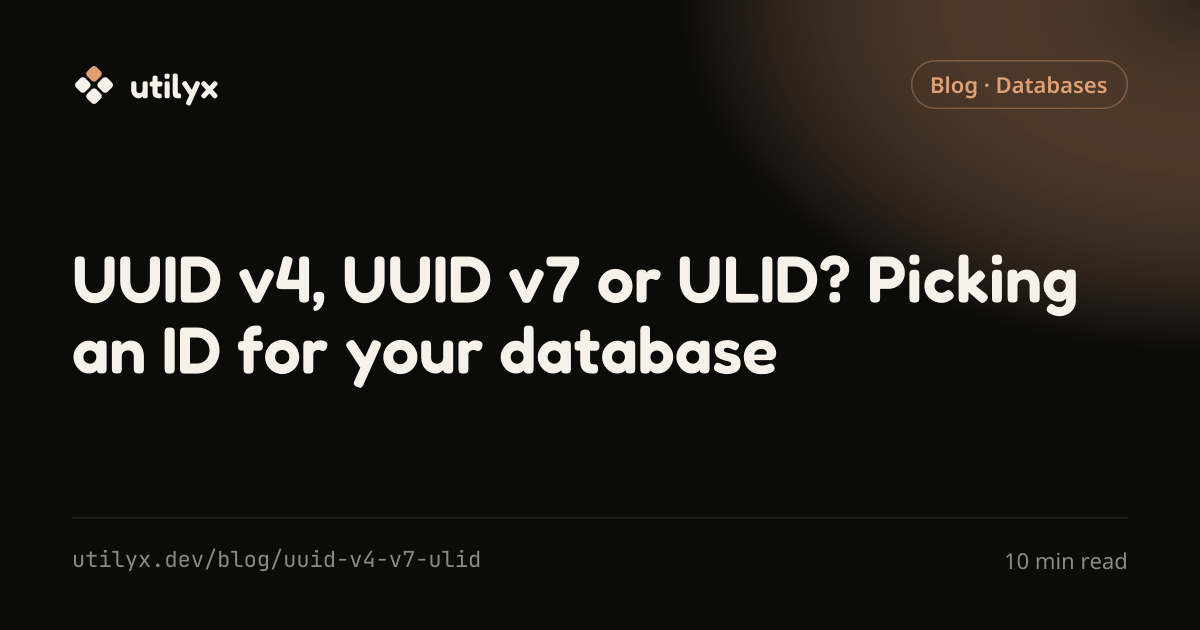 utilyx
Blog · Databases
UUID v4, UUID v7 or ULID? Picking
an ID for your database
utilyx.dev/blog/uuid-v4-v7-ulid
10 min read